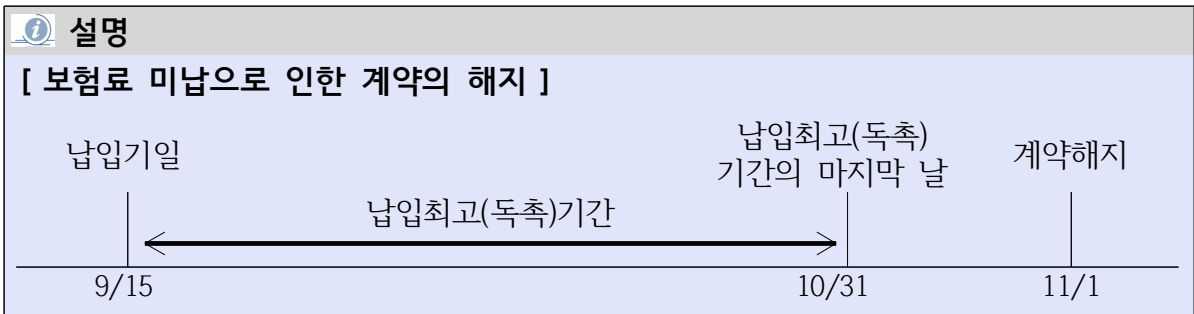 설명
[ 보험료 미납으로 인한 계약의 해지 ]
납입기일
납입최고(독촉)
기간의 마지막 날
계약해지
납입최고(독촉)기간
9/15
10/31
11/1